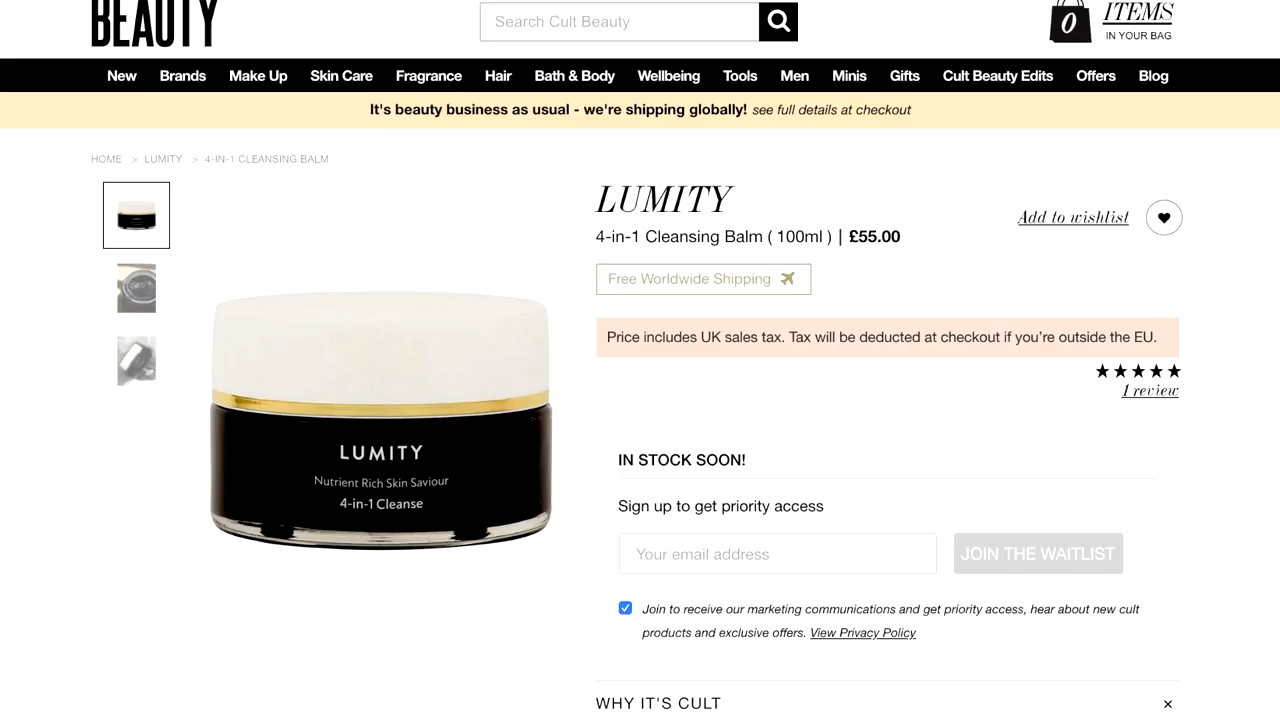 BEAUTY
Search Cult Beauty
0
ITEMS
IN YOUR BAG
New Brands Make Up Skin Care Fragrance Hair Bath & Body Wellbeing Tools Men Minis Gifts Cult Beauty Edits Offers Blog
It's beauty business as usual - we're shipping globally! see full details at checkout
HOME > LUMITY > 4-IN-1 CLEANSING BALM
LUMITY
Add to wishlist
4-in-1 Cleansing Balm ( 100ml ) | £55.00
Free Worldwide Shipping
Price includes UK sales tax. Tax will be deducted at checkout if you're outside the EU.
1 review
LUMITY
Nutrient Rich Skin Saviour
4-in-1 Cleanse
IN STOCK SOON!
Sign up to get priority access
Your email address
JOIN THE WAITLIST
Join to receive our marketing communications and get priority access, hear about new cult
products and exclusive offers. View Privacy Policy
WHY IT'S CULT ×